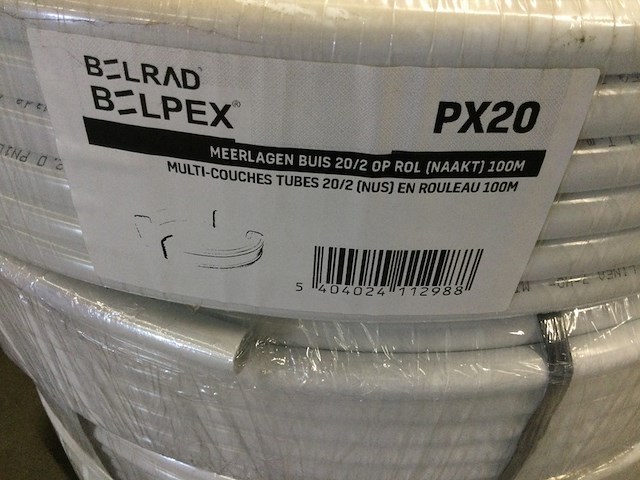 BELRAD
BELPEX®
PX20
MEERLAGEN BUIS 20/2 OP ROL (NAAKT) 100M
MULTI-COUCHES TUBES 20/2 (NUS) EN ROULEAU 100M
5 404024 112988